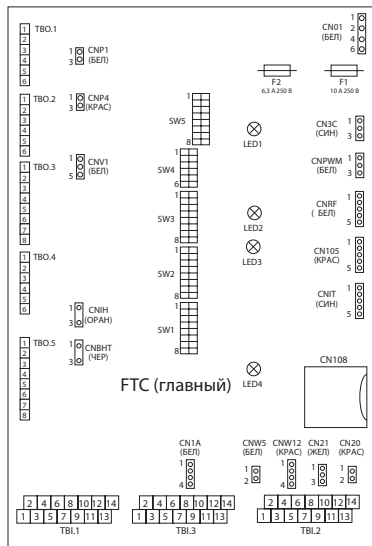 1 TBO.1
2
3
4
5
6
1 CNP1
3 (БЕЛ)
1 TBO.2
2
3
4
5
6
1 CNP4
3 (КРАС)
1 TBO.3
2
3
4
5
6
7
8
1 CNV1
5 (БЕЛ)
1 TBO.4
2
3
4
5
6
1 CNIH
3 (ОРАН)
1 TBO.5
2
3
4
5
6
7
8
1 CNBHT
3 (ЧЕР)
1
SW5
8
1
SW4
6
1
SW3
8
1
SW2
8
1
SW1
8
CN01
(БЕЛ)
1
2
4
6
F2
6,3 А 250 В
F1
10 А 250 В
LED1
LED2
LED3
LED4
CN3C
(СИН)
1
3
CNPWM
(БЕЛ)
1
3
CNRF
( БЕЛ)
1
5
CN105
(КРАС)
1
5
CNIT
(СИН)
1
5
CN108
FTC (главный)
CN1A
(БЕЛ)
1
4
CNW5
(БЕЛ)
1
2
CNW12
(КРАС)
1
4
CN21
(ЖЕЛ)
1
3
CN20
(КРАС)
1
2
2 4 6 8 10 12 14
1 3 5 7 9 11 13
TBI.1
2 4 6 8 10 12 14
1 3 5 7 9 11 13
TBI.3
2 4 6 8 10 12 14
1 3 5 7 9 11 13
TBI.2